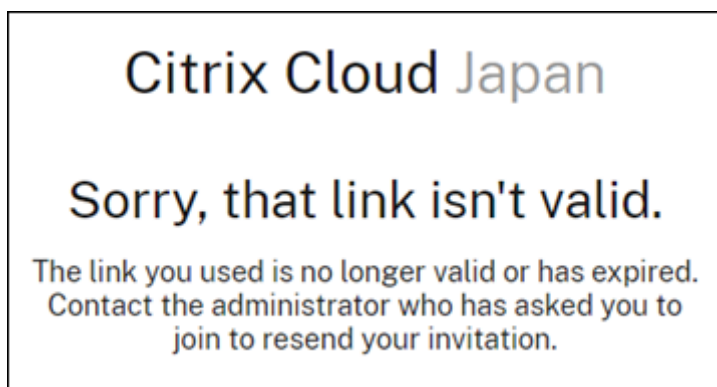 Citrix Cloud Japan
Sorry, that link isn't valid.
The link you used is no longer valid or has expired.
Contact the administrator who has asked you to
join to resend your invitation.